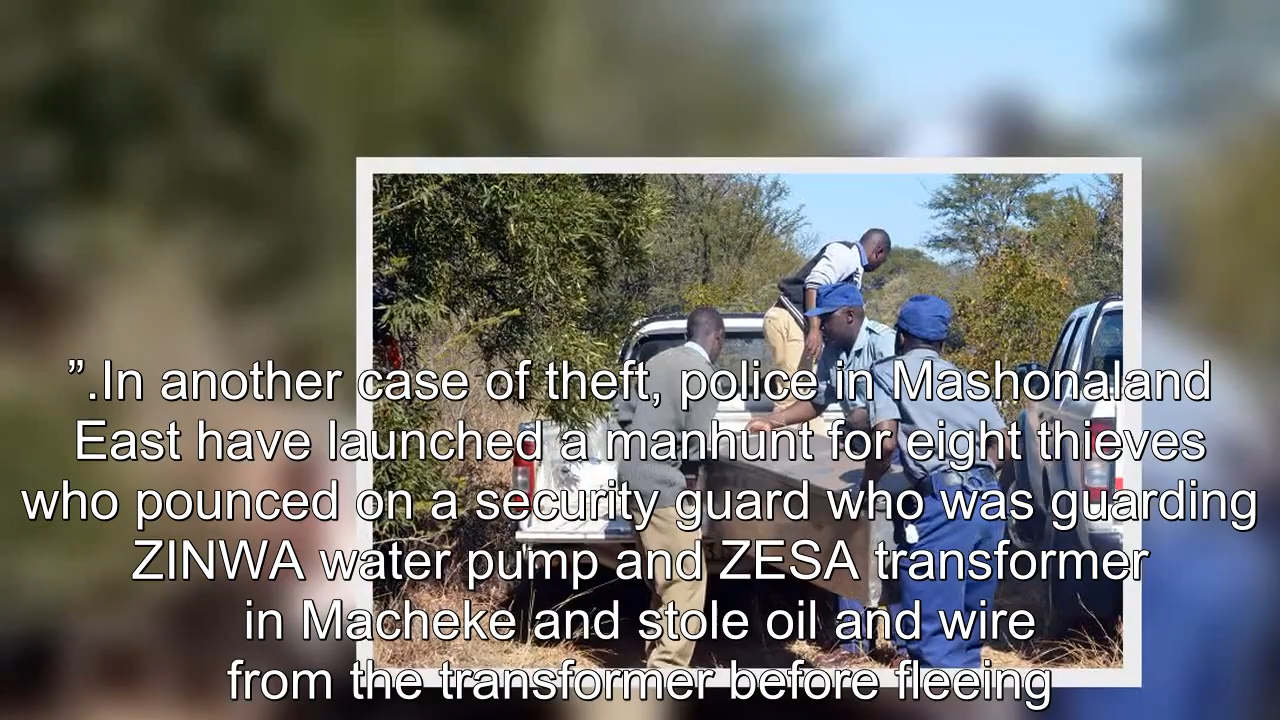 ”.In another case of theft, police in Mashonaland
East have launched a manhunt for eight thieves
who pounced on a security guard who was guarding
ZINWA water pump and ZESA transformer
in Macheke and stole oil and wire
from the transformer before fleeing